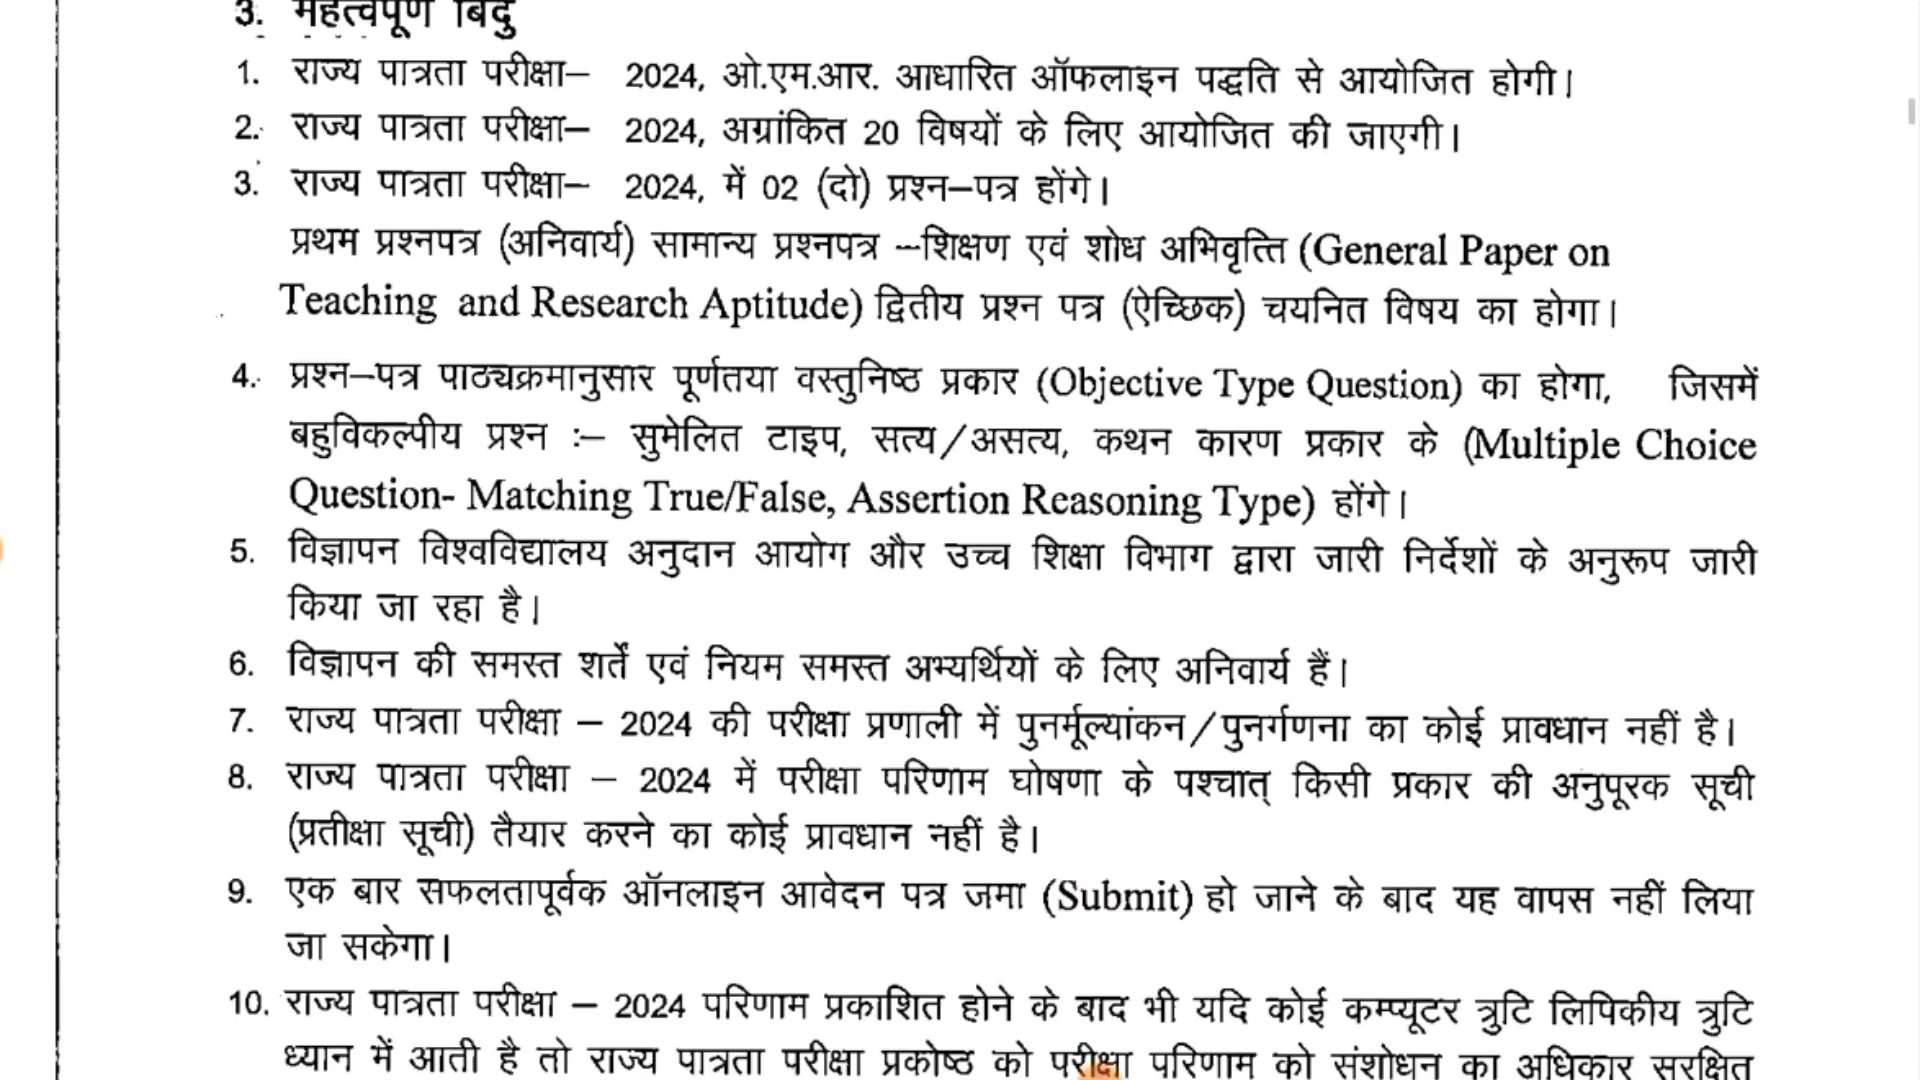 3. महत्वपूर्ण बिंदु
1. राज्य पात्रता परीक्षा– 2024, ओ.एम.आर. आधारित ऑफलाइन पद्धति से आयोजित होगी।
2. राज्य पात्रता परीक्षा– 2024, अग्रांकित 20 विषयों के लिए आयोजित की जाएगी।
3. राज्य पात्रता परीक्षा– 2024, में 02 (दो) प्रश्न–पत्र होंगे।
प्रथम प्रश्नपत्र (अनिवार्य) सामान्य प्रश्नपत्र –शिक्षण एवं शोध अभिवृत्ति (General Paper on
Teaching and Research Aptitude) द्वितीय प्रश्न पत्र (ऐच्छिक) चयनित विषय का होगा।
4. प्रश्न–पत्र पाठ्यक्रमानुसार पूर्णतया वस्तुनिष्ठ प्रकार (Objective Type Question) का होगा, जिसमें
बहुविकल्पीय प्रश्न :– सुमेलित टाइप, सत्य/असत्य, कथन कारण प्रकार के (Multiple Choice
Question- Matching True/False, Assertion Reasoning Type) होंगे।
5. विज्ञापन विश्वविद्यालय अनुदान आयोग और उच्च शिक्षा विभाग द्वारा जारी निर्देशों के अनुरूप जारी
किया जा रहा है।
6. विज्ञापन की समस्त शर्ते एवं नियम समस्त अभ्यर्थियों के लिए अनिवार्य हैं।
7. राज्य पात्रता परीक्षा – 2024 की परीक्षा प्रणाली में पुनर्मूल्यांकन/पुनर्गणना का कोई प्रावधान नहीं है।
8. राज्य पात्रता परीक्षा – 2024 में परीक्षा परिणाम घोषणा के पश्चात् किसी प्रकार की अनुपूरक सूची
(प्रतीक्षा सूची) तैयार करने का कोई प्रावधान नहीं है।
9. एक बार सफलतापूर्वक ऑनलाइन आवेदन पत्र जमा (Submit) हो जाने के बाद यह वापस नहीं लिया
जा सकेगा।
10. राज्य पात्रता परीक्षा – 2024 परिणाम प्रकाशित होने के बाद भी यदि कोई कम्प्यूटर त्रुटि लिपिकीय त्रुटि
ध्यान में आती है तो राज्य पात्रता परीक्षा प्रकोष्ठ को परीक्षा परिणाम को संशोधन का अधिकार सुरक्षित